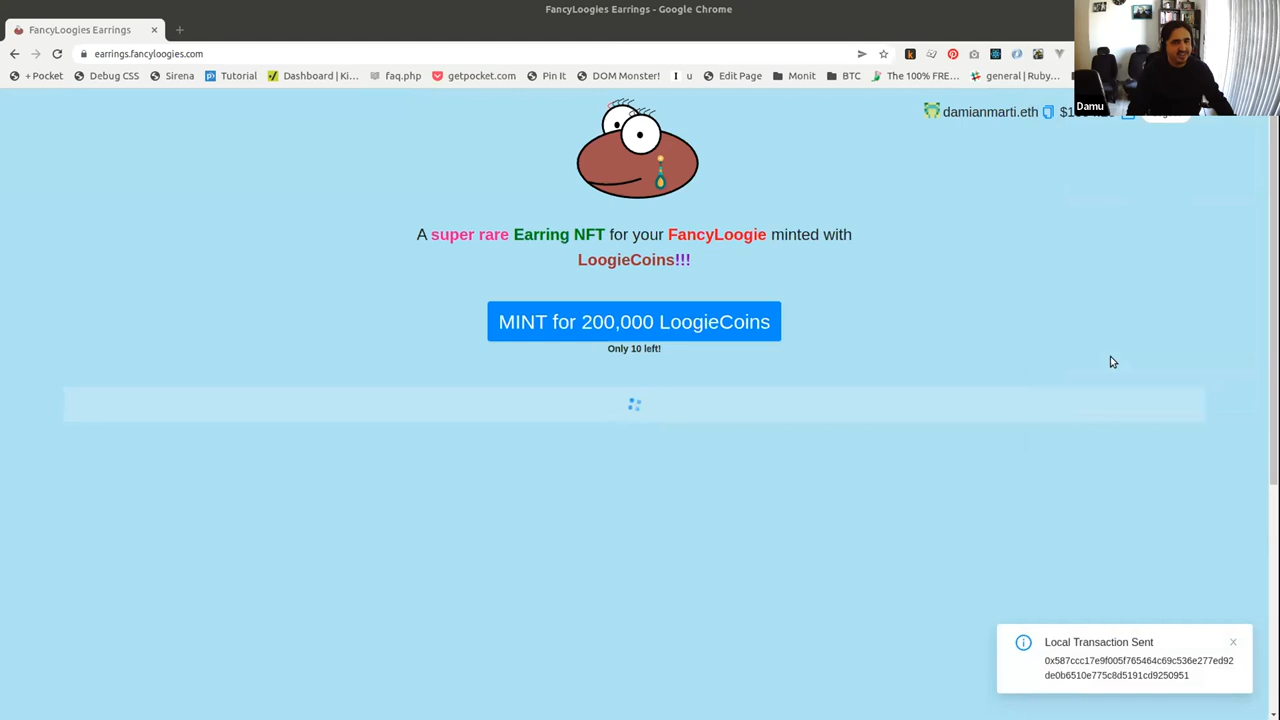 FancyLoogies Earrings - Google Chrome
FancyLoogies Earrings
earrings.fancyloogies.com
+ Pocket Debug CSS Sirena Tutorial Dashboard | Ki... faq.php getpocket.com Pin It DOM Monster! u Edit Page Monit BTC The 100% FRE... general | Ruby...
Damu
damianmarti.eth
A super rare Earring NFT for your FancyLoogie minted with
LoogieCoins!!!
MINT for 200,000 LoogieCoins
Only 10 left!
Local Transaction Sent
0x587ccc17e9f005f765464c69c536e277ed92
de0b6510e775c8d5191cd9250951